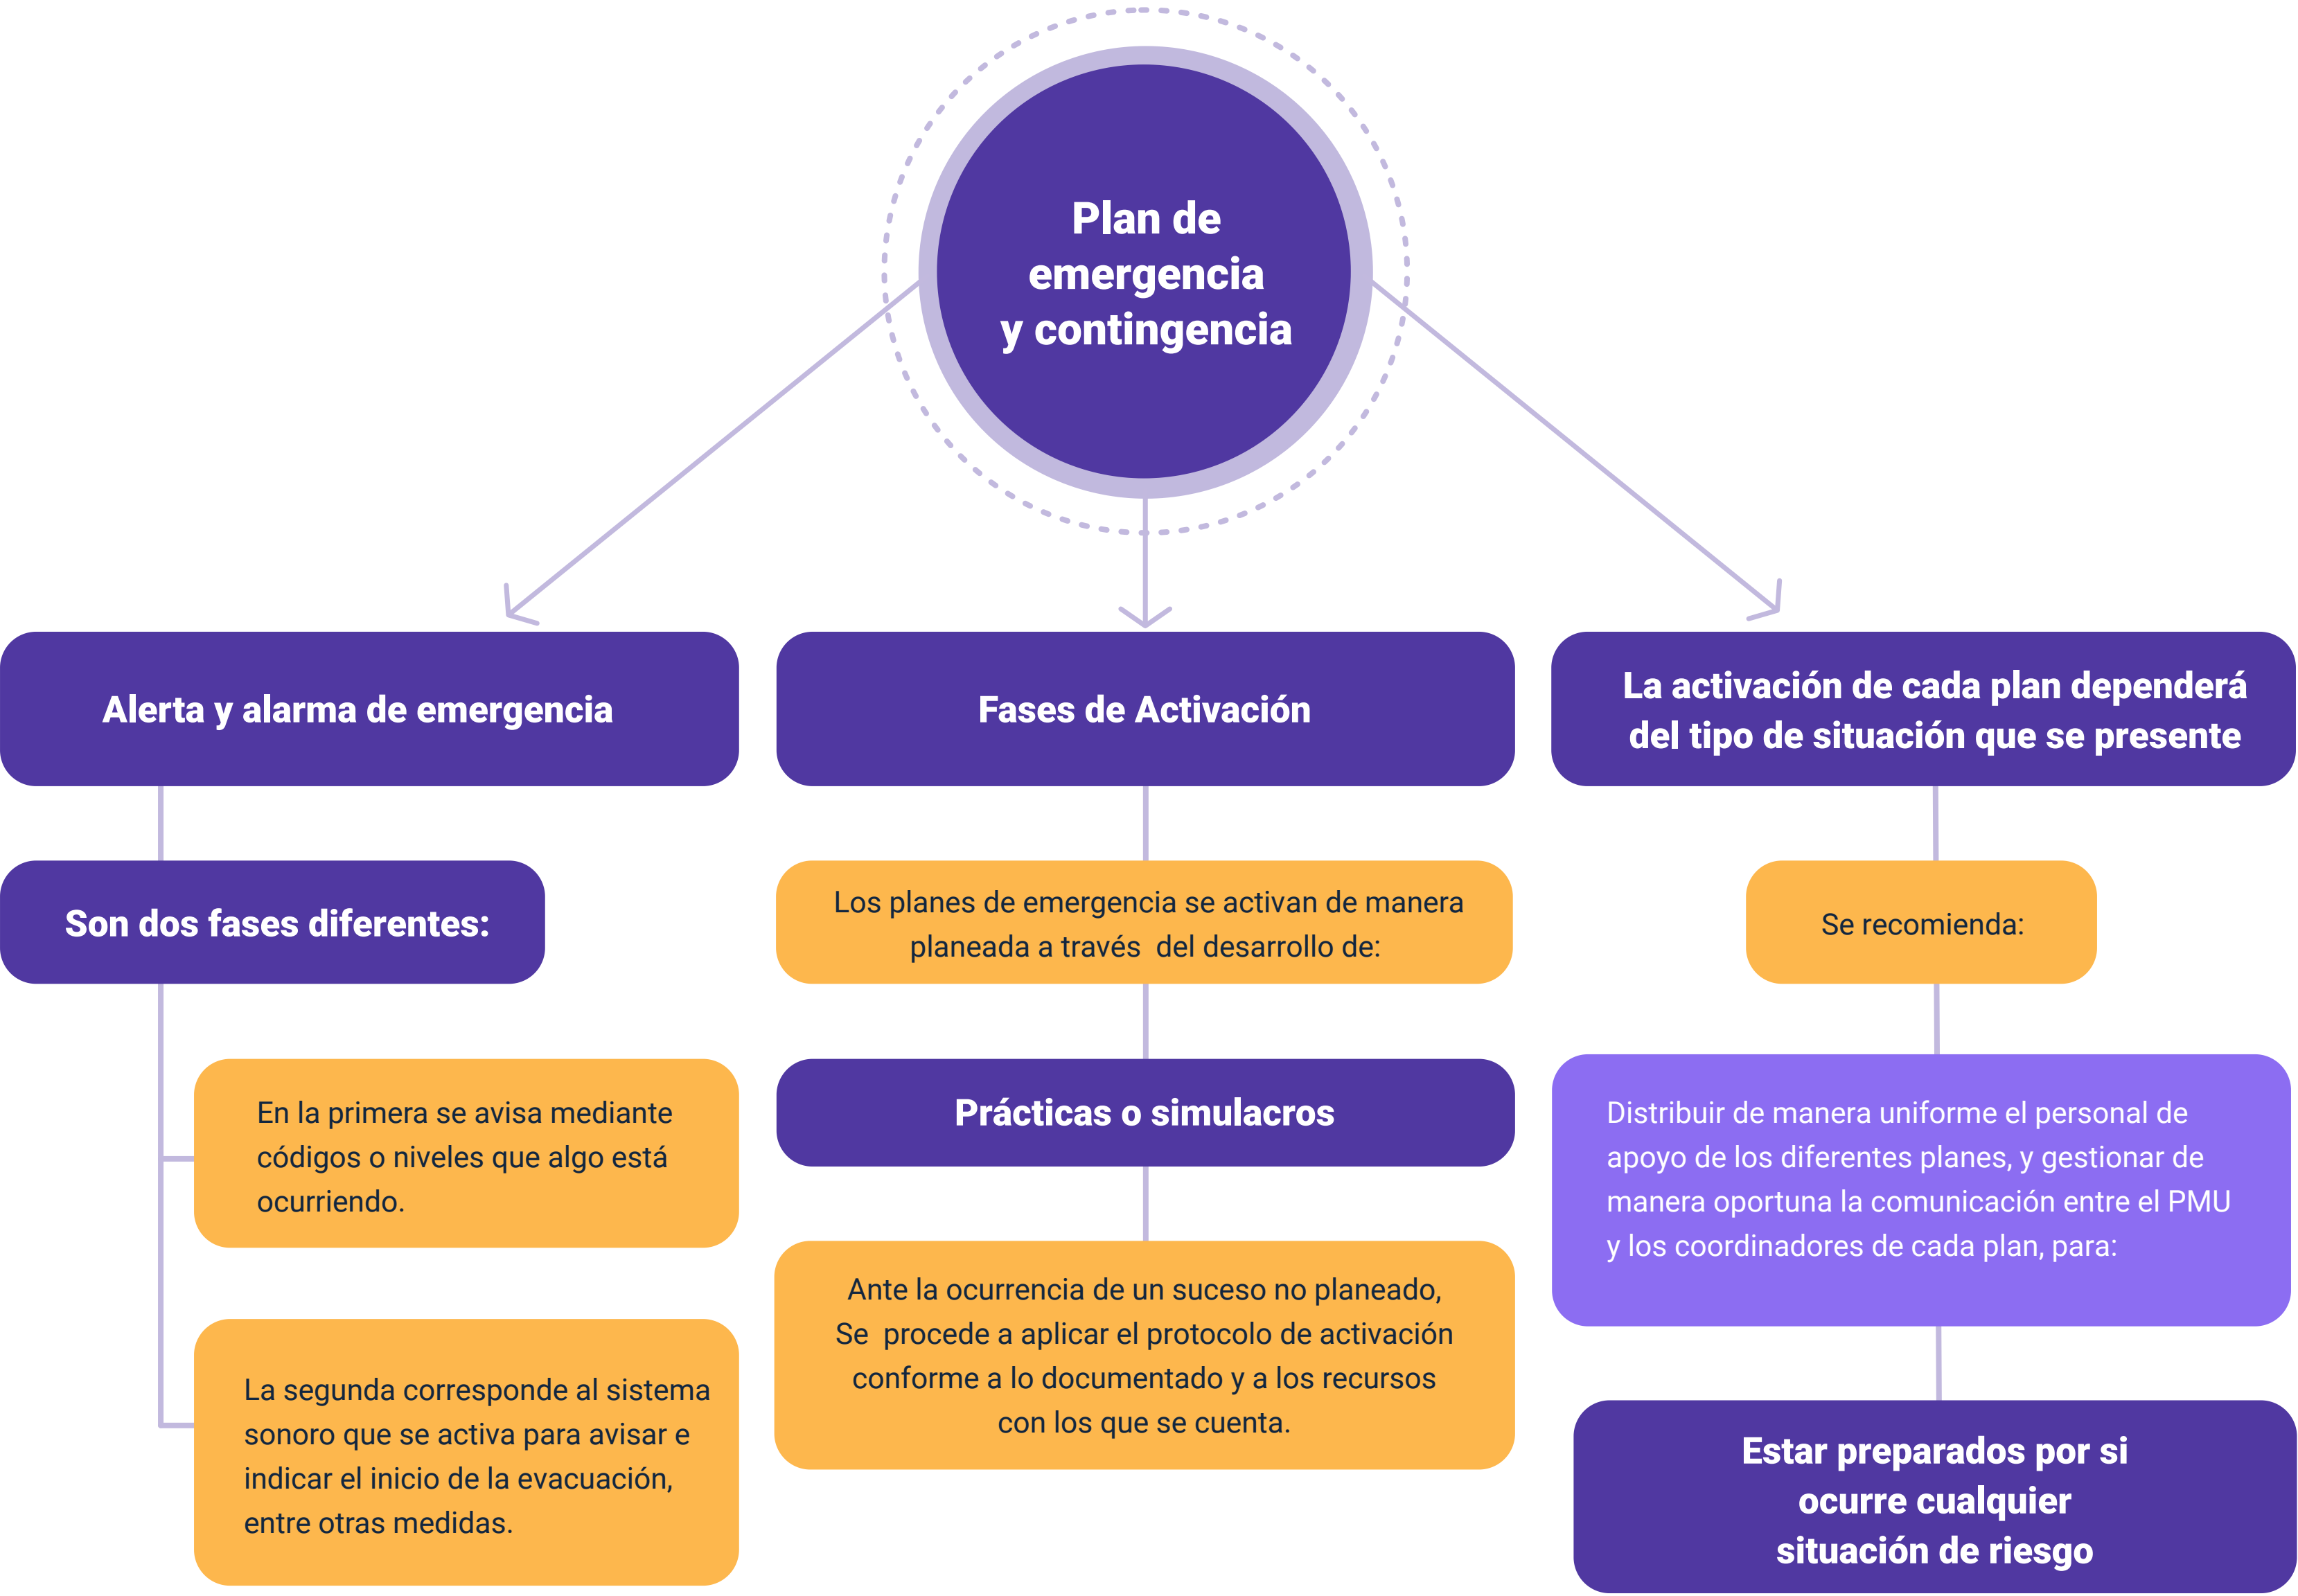 Plan de
emergencia
y contingencia
Alerta y alarma de emergencia
Son dos fases diferentes:
En la primera se avisa mediante
códigos o niveles que algo está
ocurriendo.
La segunda corresponde al sistema
sonoro que se activa para avisar e
indicar el inicio de la evacuación,
entre otras medidas.
Fases de Activación
Los planes de emergencia se activan de manera
planeada a través  del desarrollo de:
Prácticas o simulacros
Ante la ocurrencia de un suceso no planeado,
Se  procede a aplicar el protocolo de activación
conforme a lo documentado y a los recursos
con los que se cuenta.
La activación de cada plan dependerá
del tipo de situación que se presente
Se recomienda:
Distribuir de manera uniforme el personal de
apoyo de los diferentes planes, y gestionar de
manera oportuna la comunicación entre el PMU
y los coordinadores de cada plan, para:
Estar preparados por si
ocurre cualquier
situación de riesgo